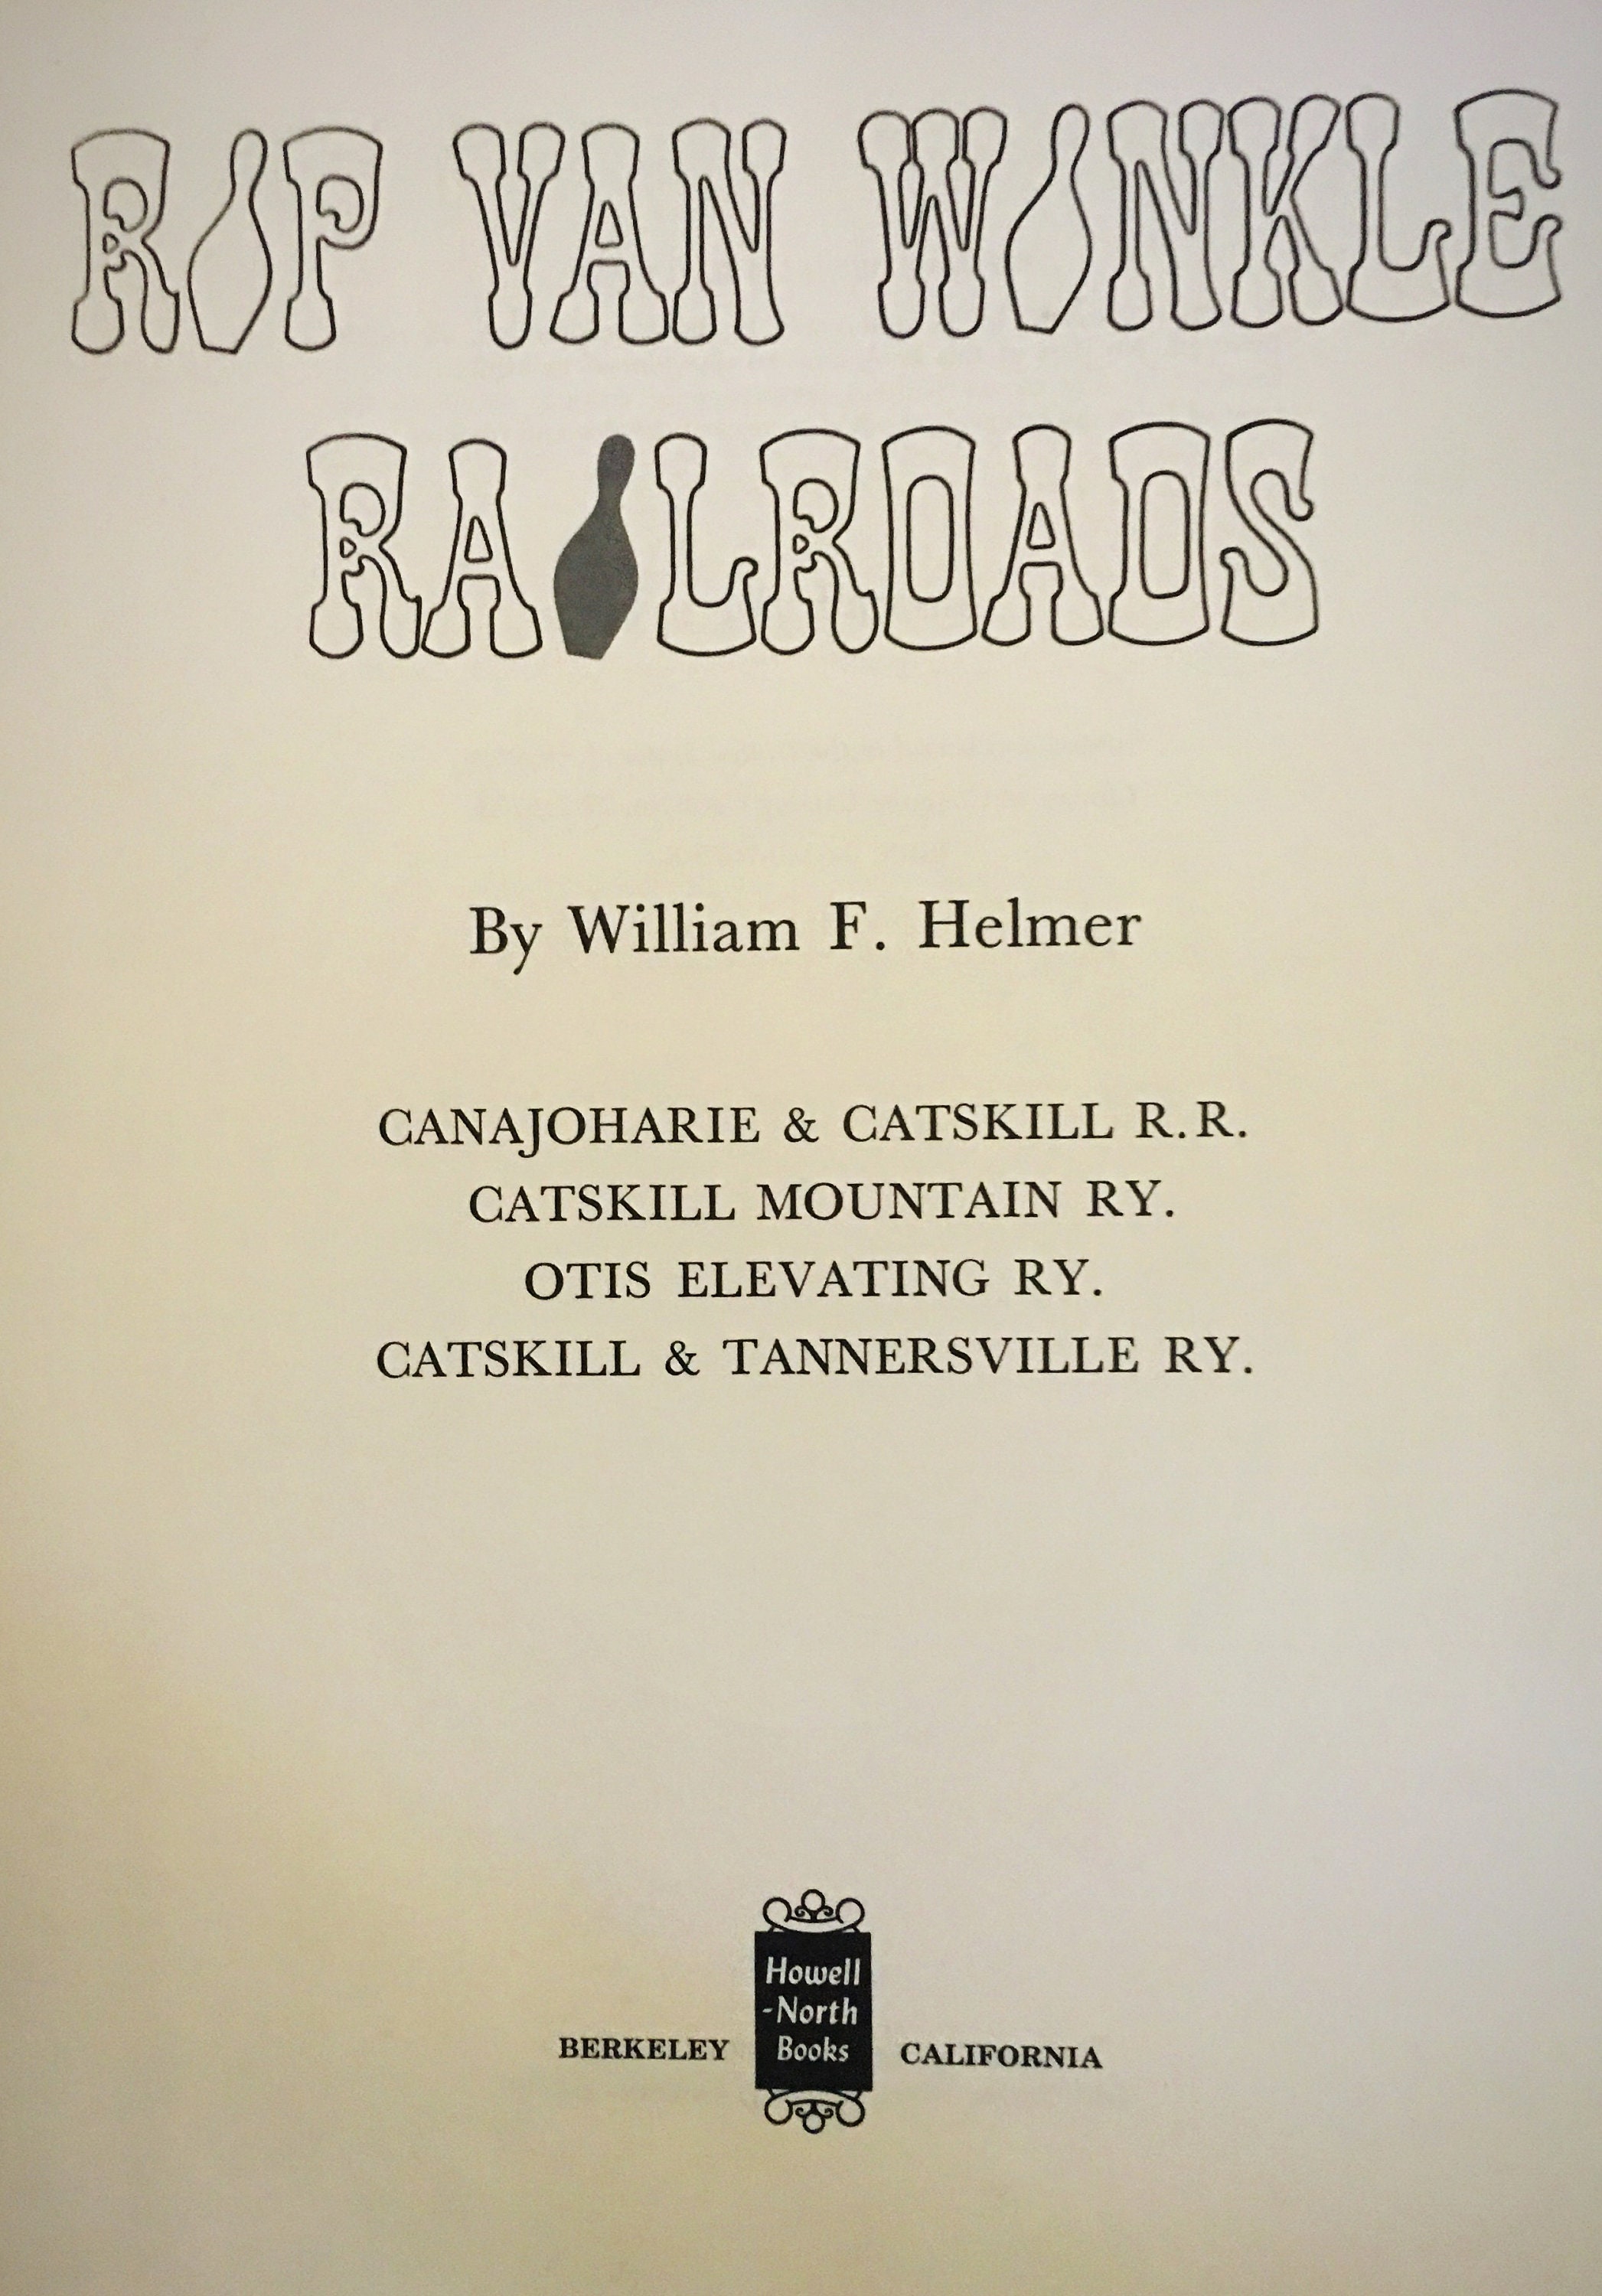 RIP VAN WINKLE
RAILROADS
By William F. Helmer
CANAJOHARIE & CATSKILL R.R.
CATSKILL MOUNTAIN RY.
OTIS ELEVATING RY.
CATSKILL & TANNERSVILLE RY.
Howell
-North
Books
BERKELEY CALIFORNIA